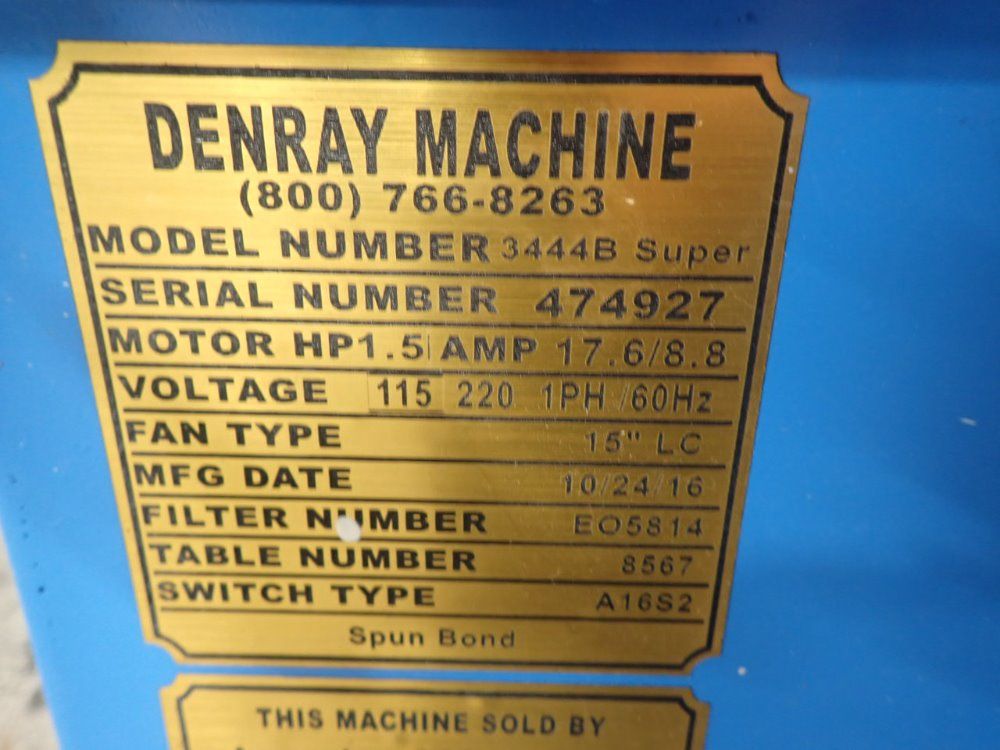 DENRAY MACHINE
(800) 766-8263
MODEL NUMBER 3444B Super
SERIAL NUMBER 474927
MOTOR HP 1.5 AMP 17.6/8.8
VOLTAGE 115 220 1PH /60Hz
FAN TYPE 15" LC
MFG DATE 10/24/16
FILTER NUMBER EO5814
TABLE NUMBER 8567
SWITCH TYPE A16S2
Spun Bond
THIS MACHINE SOLD BY